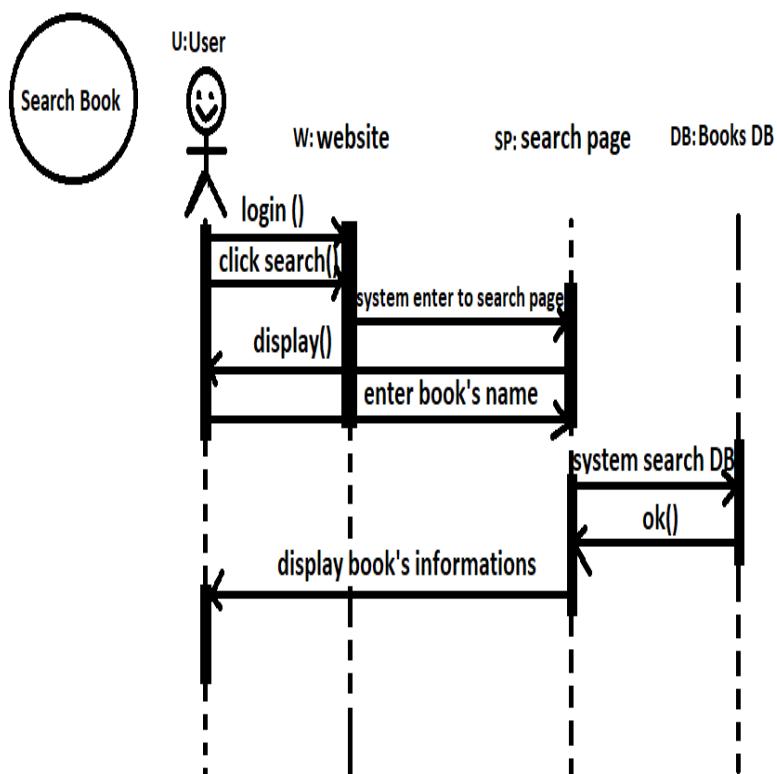 U:User
Search Book
W: website
SP: search page
DB: Books DB
login ()
click search()
system enter to search page
display()
enter book's name
system search DB
ok()
display book's informations